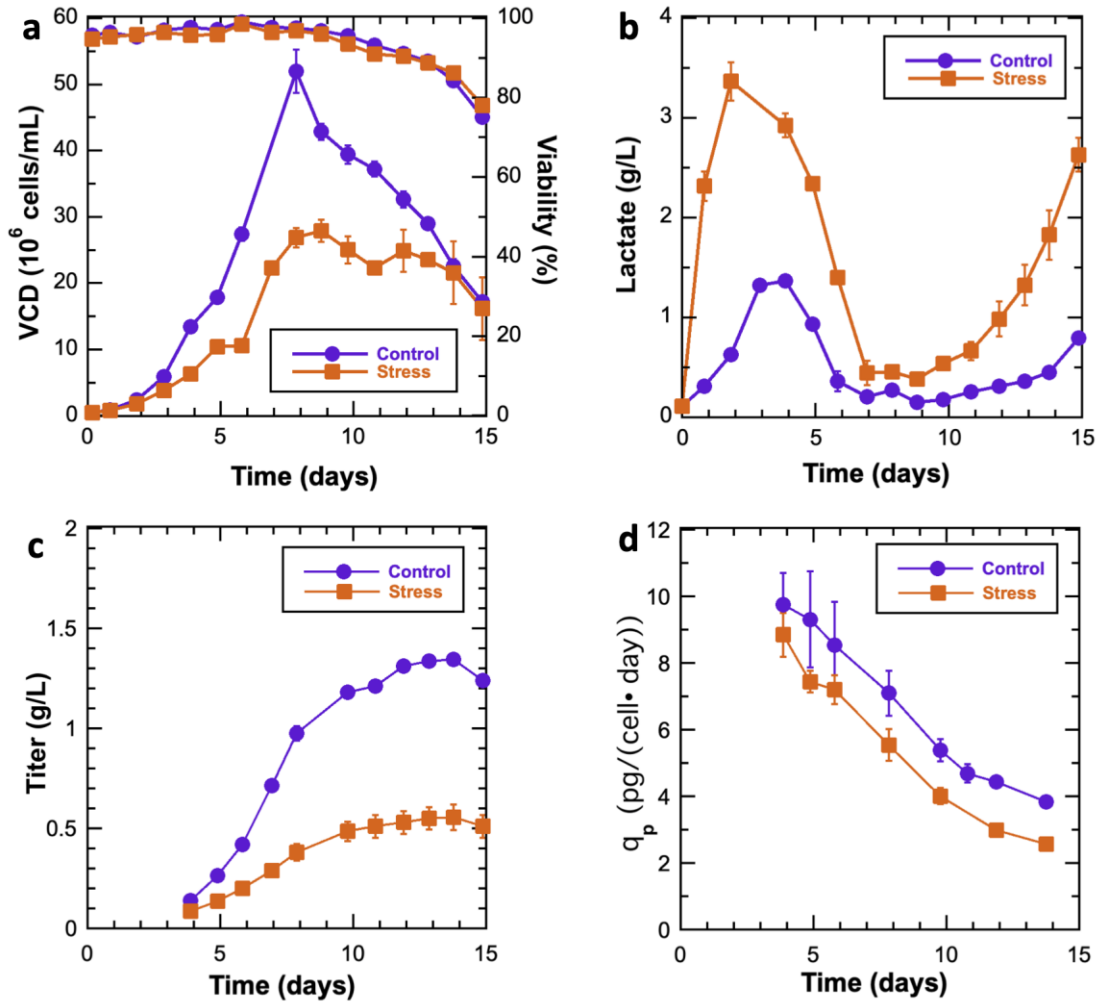 a
60
50
40
30
20
10
0
VCD (10⁶ cells/mL)
100
80
60
40
20
0
Viability (%)
Control
Stress
0
5
10
15
Time (days)
b
4
3
2
1
0
Lactate (g/L)
Control
Stress
0
5
10
15
Time (days)
c
2
1.5
1
0.5
0
Titer (g/L)
Control
Stress
0
5
10
15
Time (days)
d
12
10
8
6
4
2
0
qₚ (pg/(cell• day))
Control
Stress
0
5
10
15
Time (days)